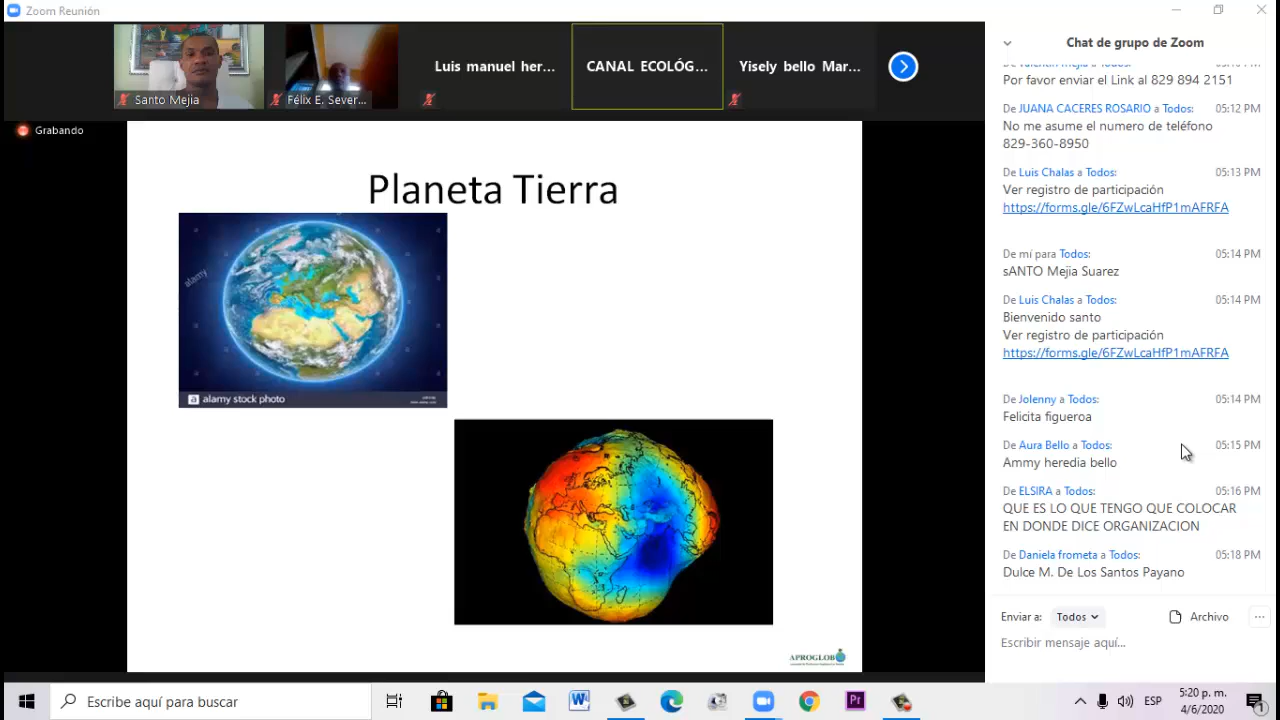 Zoom Reunión
Santo Mejia
Félix E. Sever...
Luis manuel her...
CANAL ECOLÓG...
Yisely bello Mar...
Grabando
Planeta Tierra
alamy
a alamy stock photo
APROGLOB
Chat de grupo de Zoom
Por favor enviar el Link al 829 894 2151
De JUANA CACERES ROSARIO a Todos: 05:12 PM
No me asume el numero de teléfono
829-360-8950
De Luis Chalas a Todos: 05:13 PM
Ver registro de participación
https://forms.gle/6FZwLcaHfP1mAFRFA
De mí para Todos: 05:14 PM
sANTO Mejia Suarez
De Luis Chalas a Todos: 05:14 PM
Bienvenido santo
Ver registro de participación
https://forms.gle/6FZwLcaHfP1mAFRFA
De Jolenny a Todos: 05:14 PM
Felicita figueroa
De Aura Bello a Todos: 05:15 PM
Ammy heredia bello
De ELSIRA a Todos: 05:16 PM
QUE ES LO QUE TENGO QUE COLOCAR
EN DONDE DICE ORGANIZACION
De Daniela frometa a Todos: 05:18 PM
Dulce M. De Los Santos Payano
Enviar a: Todos Archivo ...
Escribir mensaje aquí...
Escribe aquí para buscar
W
Pr
ESP
5:20 p. m.
4/6/2020
1